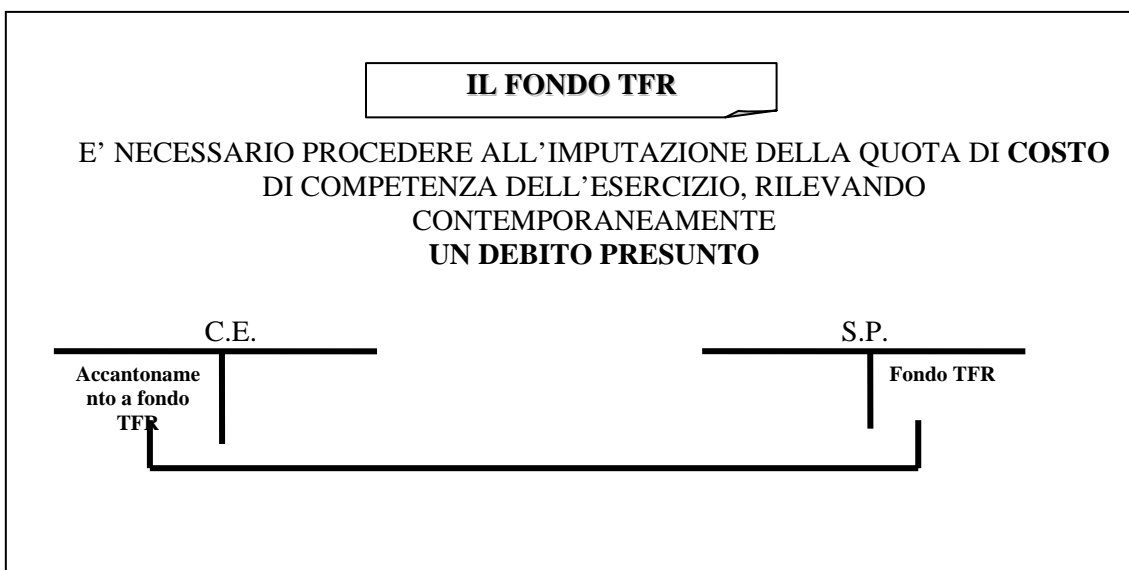 IL FONDO TFR
E’ NECESSARIO PROCEDERE ALL’IMPUTAZIONE DELLA QUOTA DI COSTO
DI COMPETENZA DELL’ESERCIZIO, RILEVANDO
CONTEMPORANEAMENTE
UN DEBITO PRESUNTO
C.E.
Accantoname
nto a fondo
TFR
S.P.
Fondo TFR